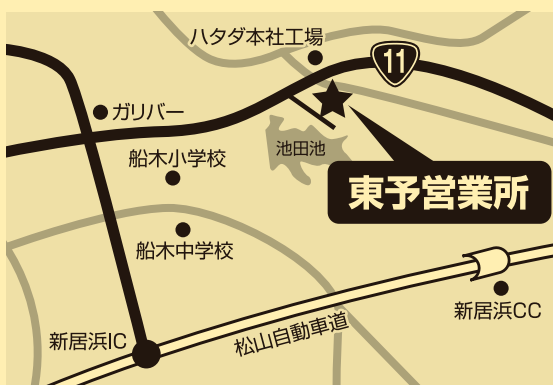 ハタダ本社工場
11
ガリバー
船木小学校
池田池
東予営業所
船木中学校
新居浜CC
新居浜IC
松山自動車道